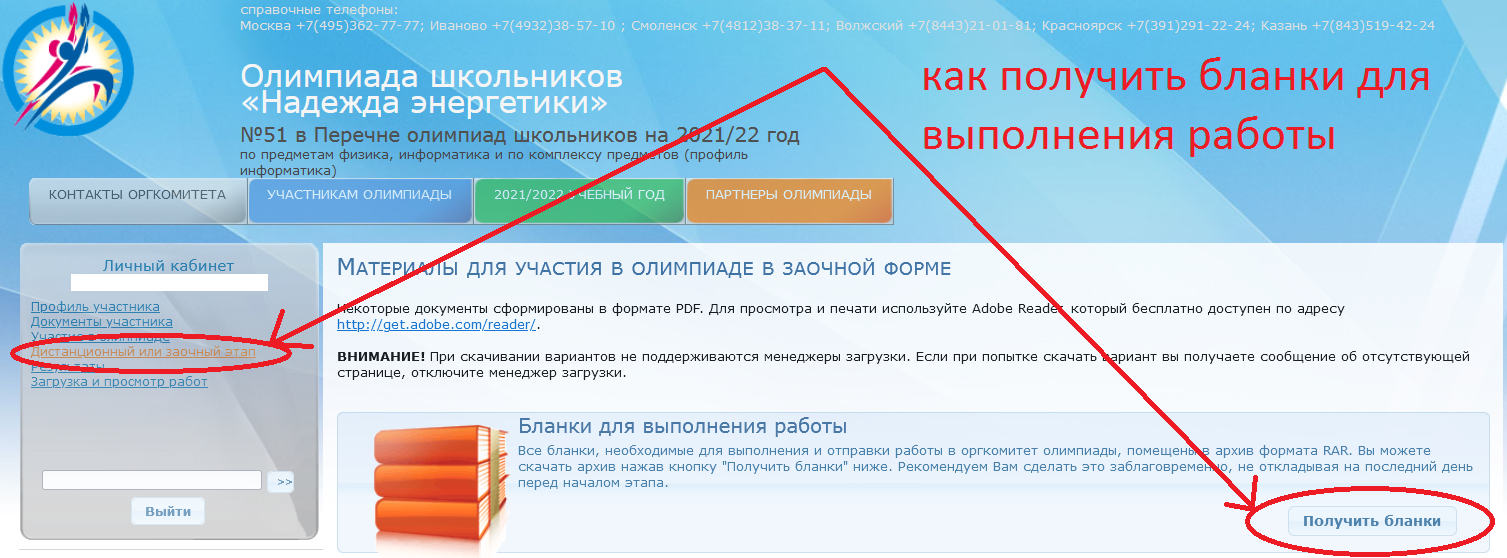 справочные телефоны:
Москва +7(495)362-77-77; Иваново +7(4932)38-57-10 ; Смоленск +7(4812)38-37-11; Волжский +7(8443)21-01-81; Красноярск +7(391)291-22-24; Казань +7(843)519-42-24
Олимпиада школьников
«Надежда энергетики»
как получить бланки для
выполнения работы
№51 в Перечне олимпиад школьников на 2021/22 год
по предметам физика, информатика и по комплексу предметов (профиль
информатика)
КОНТАКТЫ ОРГКОМИТЕТА УЧАСТНИКАМ ОЛИМПИАДЫ 2021/2022 УЧЕБНЫЙ ГОД ПАРТНЕРЫ ОЛИМПИАДЫ
Личный кабинет
Профиль участника
Документы участника
Участие в олимпиаде
Дистанционный или заочный этап
Результаты
Загрузка и просмотр работ
>>
Выйти
Материалы для участия в олимпиаде в заочной форме
Некоторые документы сформированы в формате PDF. Для просмотра и печати используйте Adobe Reader, который бесплатно доступен по адресу
http://get.adobe.com/reader/.
ВНИМАНИЕ! При скачивании вариантов не поддерживаются менеджеры загрузки. Если при попытке скачать вариант вы получаете сообщение об отсутствующей
странице, отключите менеджер загрузки.
Бланки для выполнения работы
Все бланки, необходимые для выполнения и отправки работы в оргкомитет олимпиады, помещены в архив формата RAR. Вы можете
скачать архив нажав кнопку "Получить бланки" ниже. Рекомендуем Вам сделать это заблаговременно, не откладывая на последний день
перед началом этапа.
Получить бланки